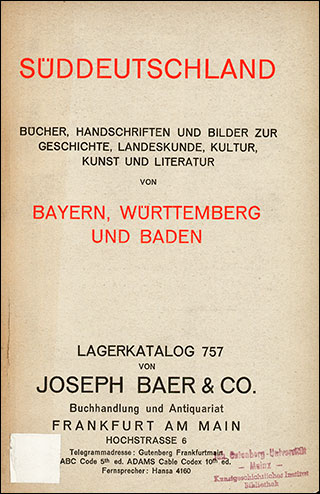 SÜDDEUTSCHLAND
BÜCHER, HANDSCHRIFTEN UND BILDER ZUR
GESCHICHTE, LANDESKUNDE, KULTUR,
KUNST UND LITERATUR
VON
BAYERN, WÜRTTEMBERG
UND BADEN
LAGERKATALOG 757
VON
JOSEPH BAER & CO.
Buchhandlung und Antiquariat
FRANKFURT AM MAIN
HOCHSTRASSE 6
Telegrammadresse: Gutenberg Frankfurtmain
ABC Code 5th ed. ADAMS Cable Codex 10th ed.
Fernsprecher: Hansa 4160
Joh. Gutenberg-Universität
- Mainz -
Kunstgeschichtliches Institut
Bibliothek